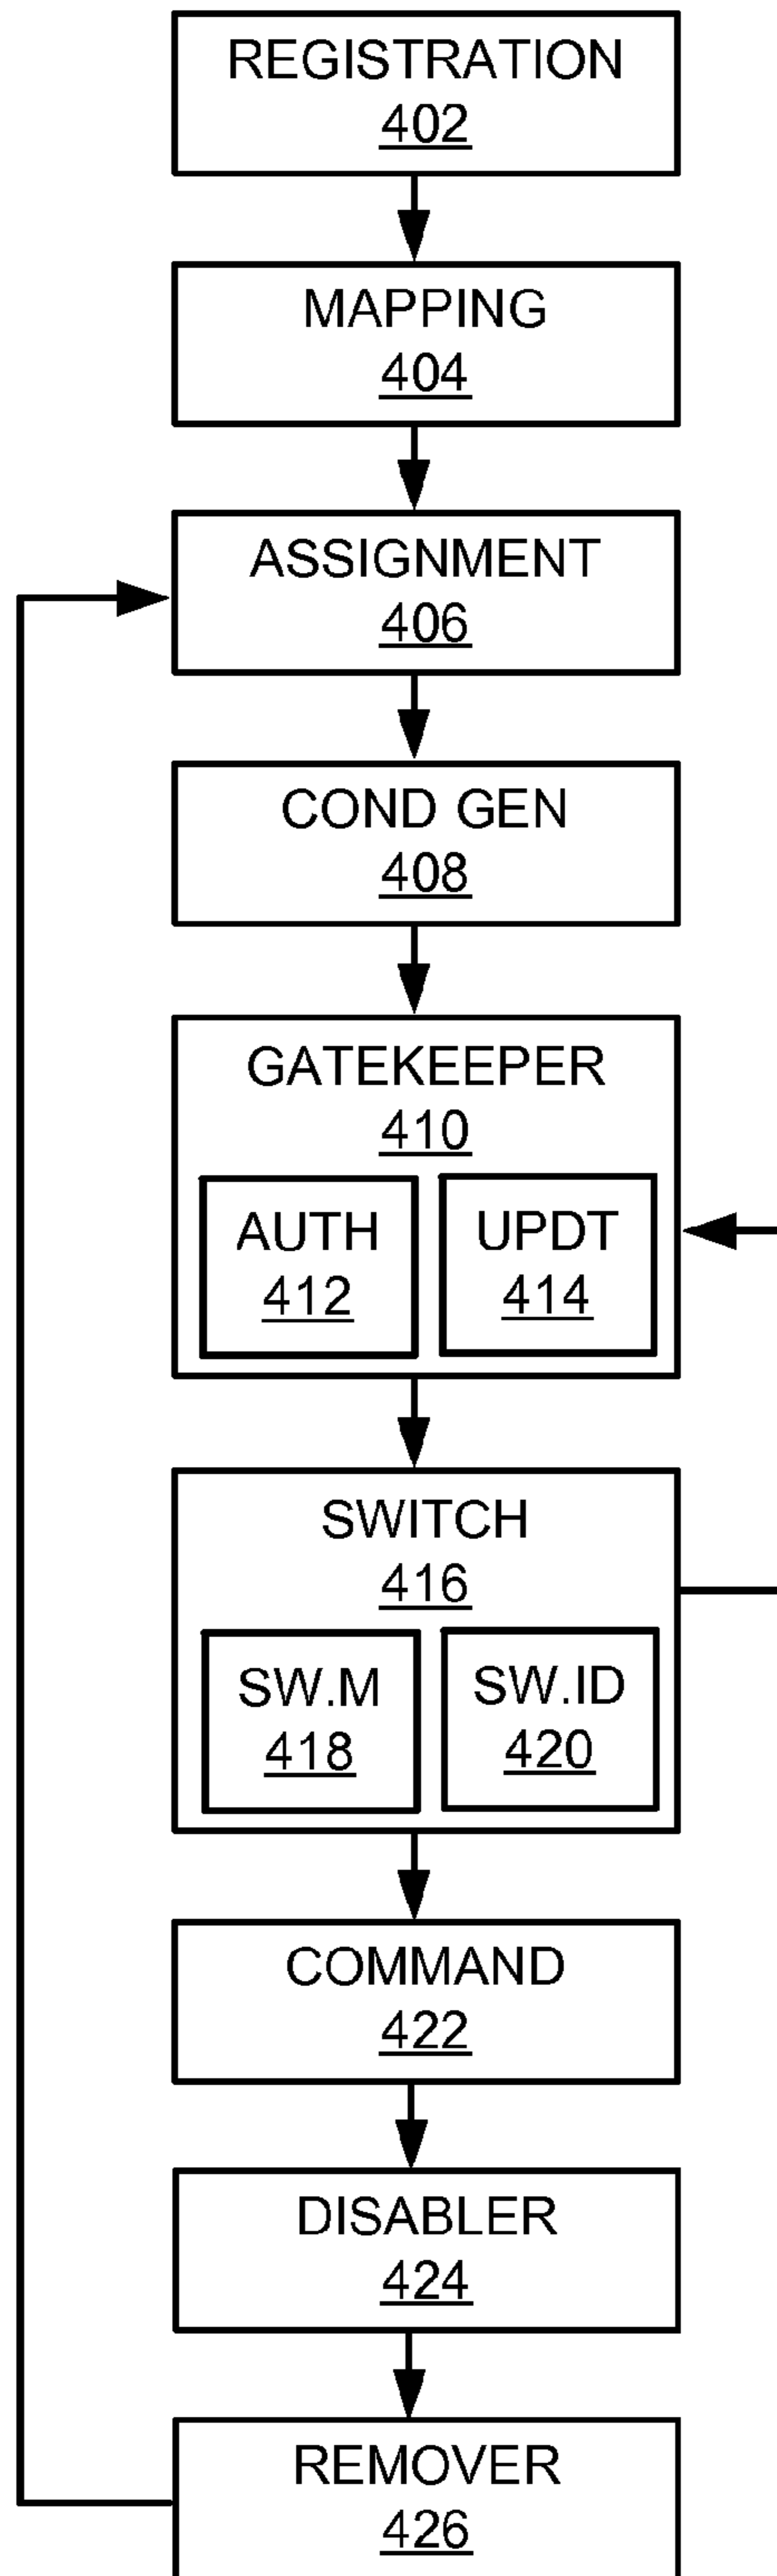 REGISTRATION
402
MAPPING
404
ASSIGNMENT
406
COND GEN
408
GATEKEEPER
410
AUTH
412
UPDT
414
SWITCH
416
SW.M
418
SW.ID
420
COMMAND
422
DISABLER
424
REMOVER
426